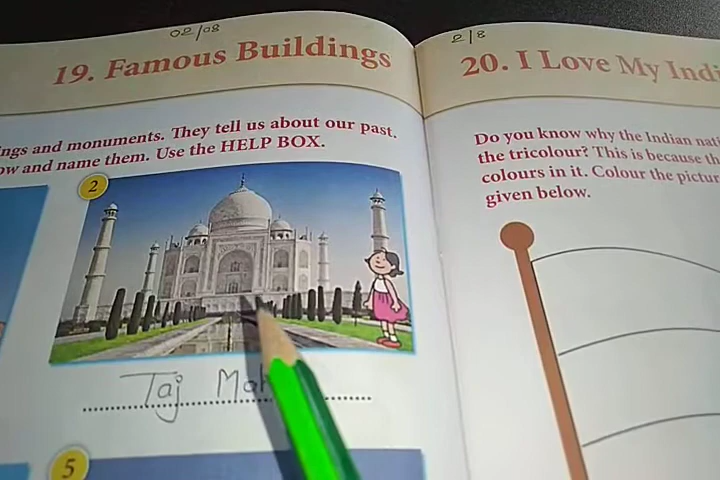 02/08
19. Famous Buildings
ings and monuments. They tell us about our past.
ow and name them. Use the HELP BOX.
2
Taj Mah
5
2/8
20. I Love My Indi
Do you know why the Indian nati
the tricolour? This is because th
colours in it. Colour the pictur
given below.